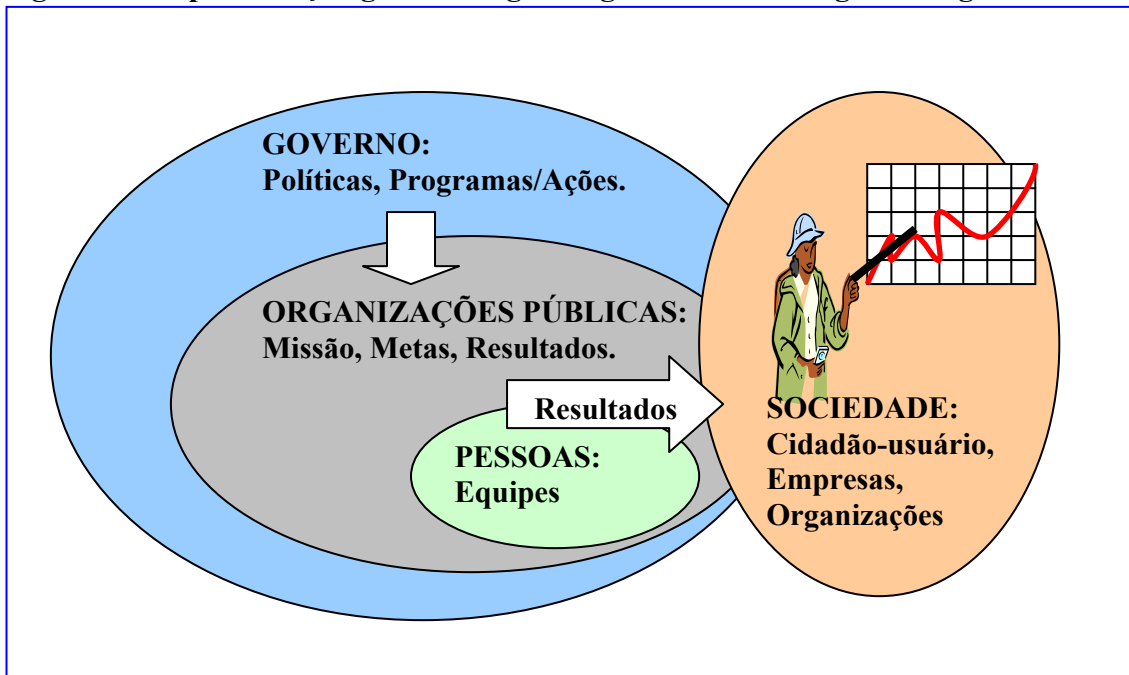 GOVERNO:
Políticas, Programas/Ações.
ORGANIZAÇÕES PÚBLICAS:
Missão, Metas, Resultados.
Resultados
PESSOAS:
Equipes
SOCIEDADE:
Cidadão-usuário,
Empresas,
Organizações